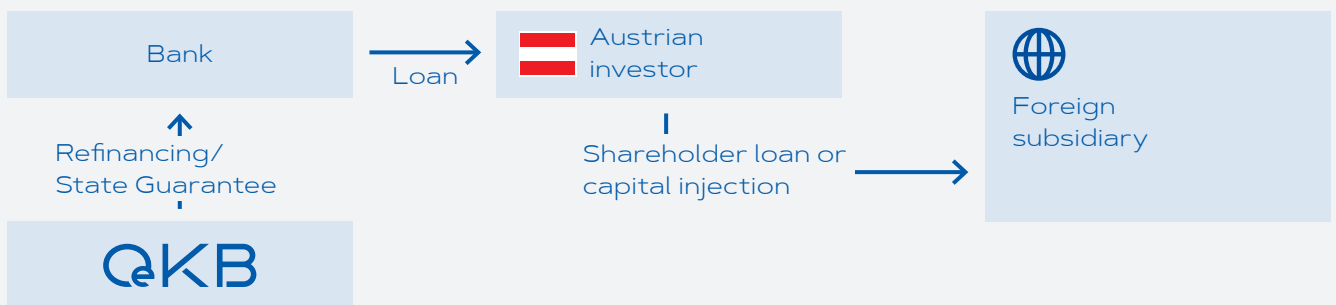 Bank
Loan
Austrian
investor
Foreign
subsidiary
Refinancing/
State Guarantee
Shareholder loan or
capital injection
OeKB